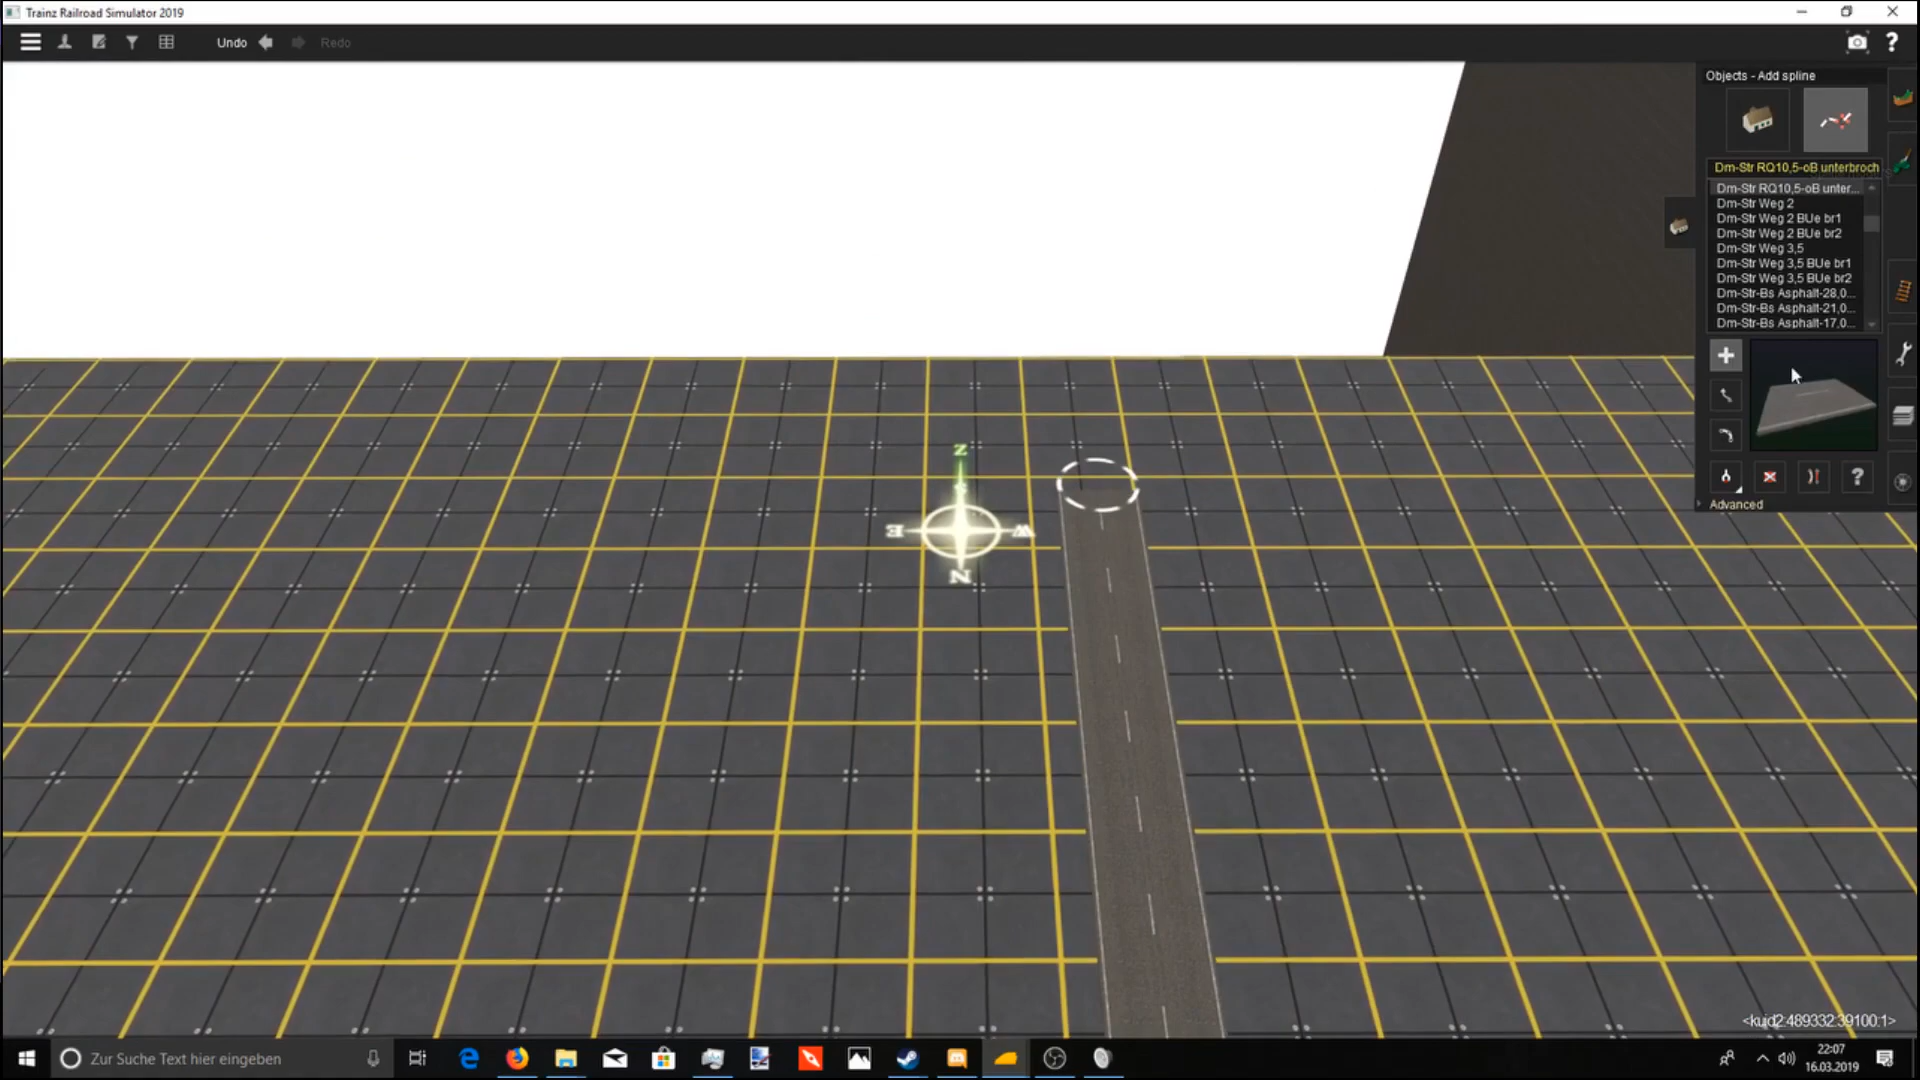 Trainz Railroad Simulator 2019
Undo
Redo
Objects - Add spline
Dm-Str RQ10,5-oB unterbroch
Dm-Str RQ10,5-oB unter...
Dm-Str Weg 2
Dm-Str Weg 2 BUe br1
Dm-Str Weg 2 BUe br2
Dm-Str Weg 3,5
Dm-Str Weg 3,5 BUe br1
Dm-Str Weg 3,5 BUe br2
Dm-Str-Bs Asphalt-28,0...
Dm-Str-Bs Asphalt-21,0...
Dm-Str-Bs Asphalt-17,0...
Advanced
Z
E
W
N
<kuid2:489332:39100:1>
Zur Suche Text hier eingeben
22:07
16.03.2019